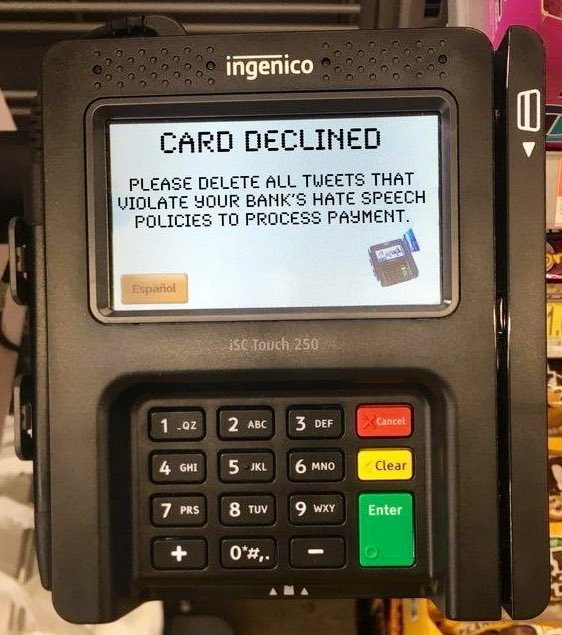 ingenico
CARD DECLINED
PLEASE DELETE ALL TWEETS THAT
VIOLATE YOUR BANK'S HATE SPEECH
POLICIES TO PROCESS PAYMENT.
Español
iSC Touch 250
1 _QZ 2 ABC 3 DEF Cancel
4 GHI 5 JKL 6 MNO Clear
7 PRS 8 TUV 9 WXY Enter
+ 0*#,. -